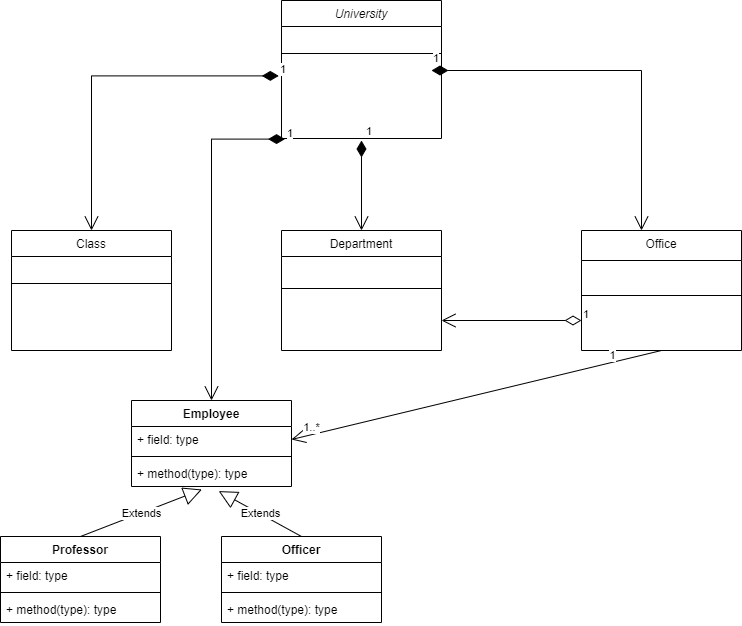 University
1
1
1
1
Class
Department
Office
1
1
1..*
Employee
+ field: type
+ method(type): type
Extends
Extends
Professor
+ field: type
+ method(type): type
Officer
+ field: type
+ method(type): type